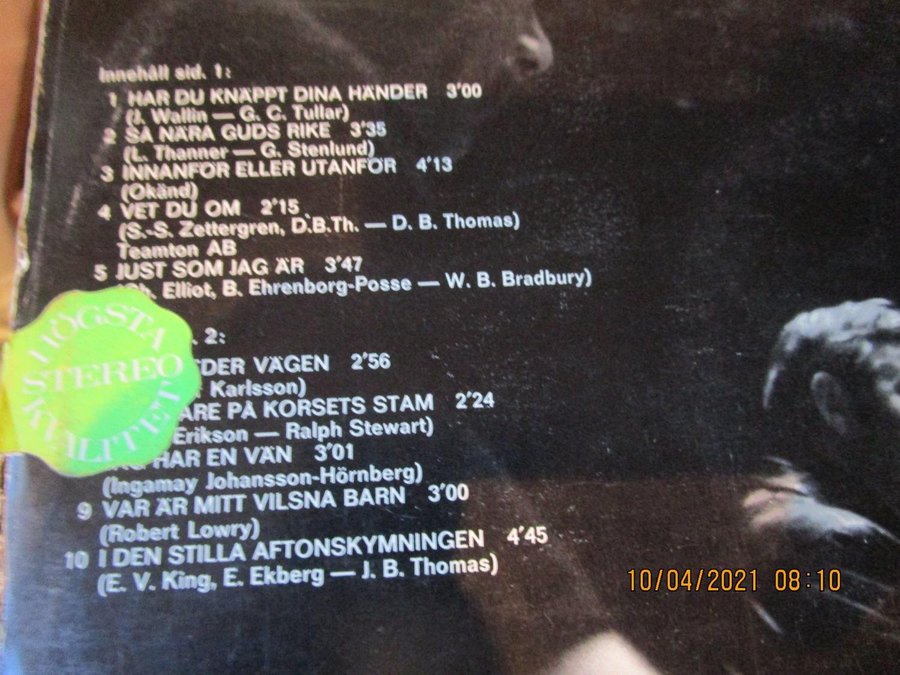 Innehåll sid. 1:
1 HAR DU KNÄPPT DINA HÄNDER 3'00
(J. Wallin — G. C. Tullar)
2 SÅ NÄRA GUDS RIKE 3'35
(L. Thanner — G. Stenlund)
3 INNANFÖR ELLER UTANFÖR 4'13
(Okänd)
4 VET DU OM 2'15
(S.-S. Zettergren, D.B.Th. — D. B. Thomas)
Teamton AB
5 JUST SOM JAG ÄR 3'47
Elliot, B. Ehrenborg-Posse — W. B. Bradbury)
2:
DER VÄGEN 2'56
Karlsson)
ARE PÅ KORSETS STAM 2'24
Erikson — Ralph Stewart)
HAR EN VÄN 3'01
(Ingamay Johansson-Hörnberg)
9 VAR ÄR MITT VILSNA BARN 3'00
(Robert Lowry)
10 I DEN STILLA AFTONSKYMNINGEN 4'45
(E. V. King, E. Ekberg — J. B. Thomas)
HÖGSTA
STEREO
KVALITET
10/04/2021 08:10